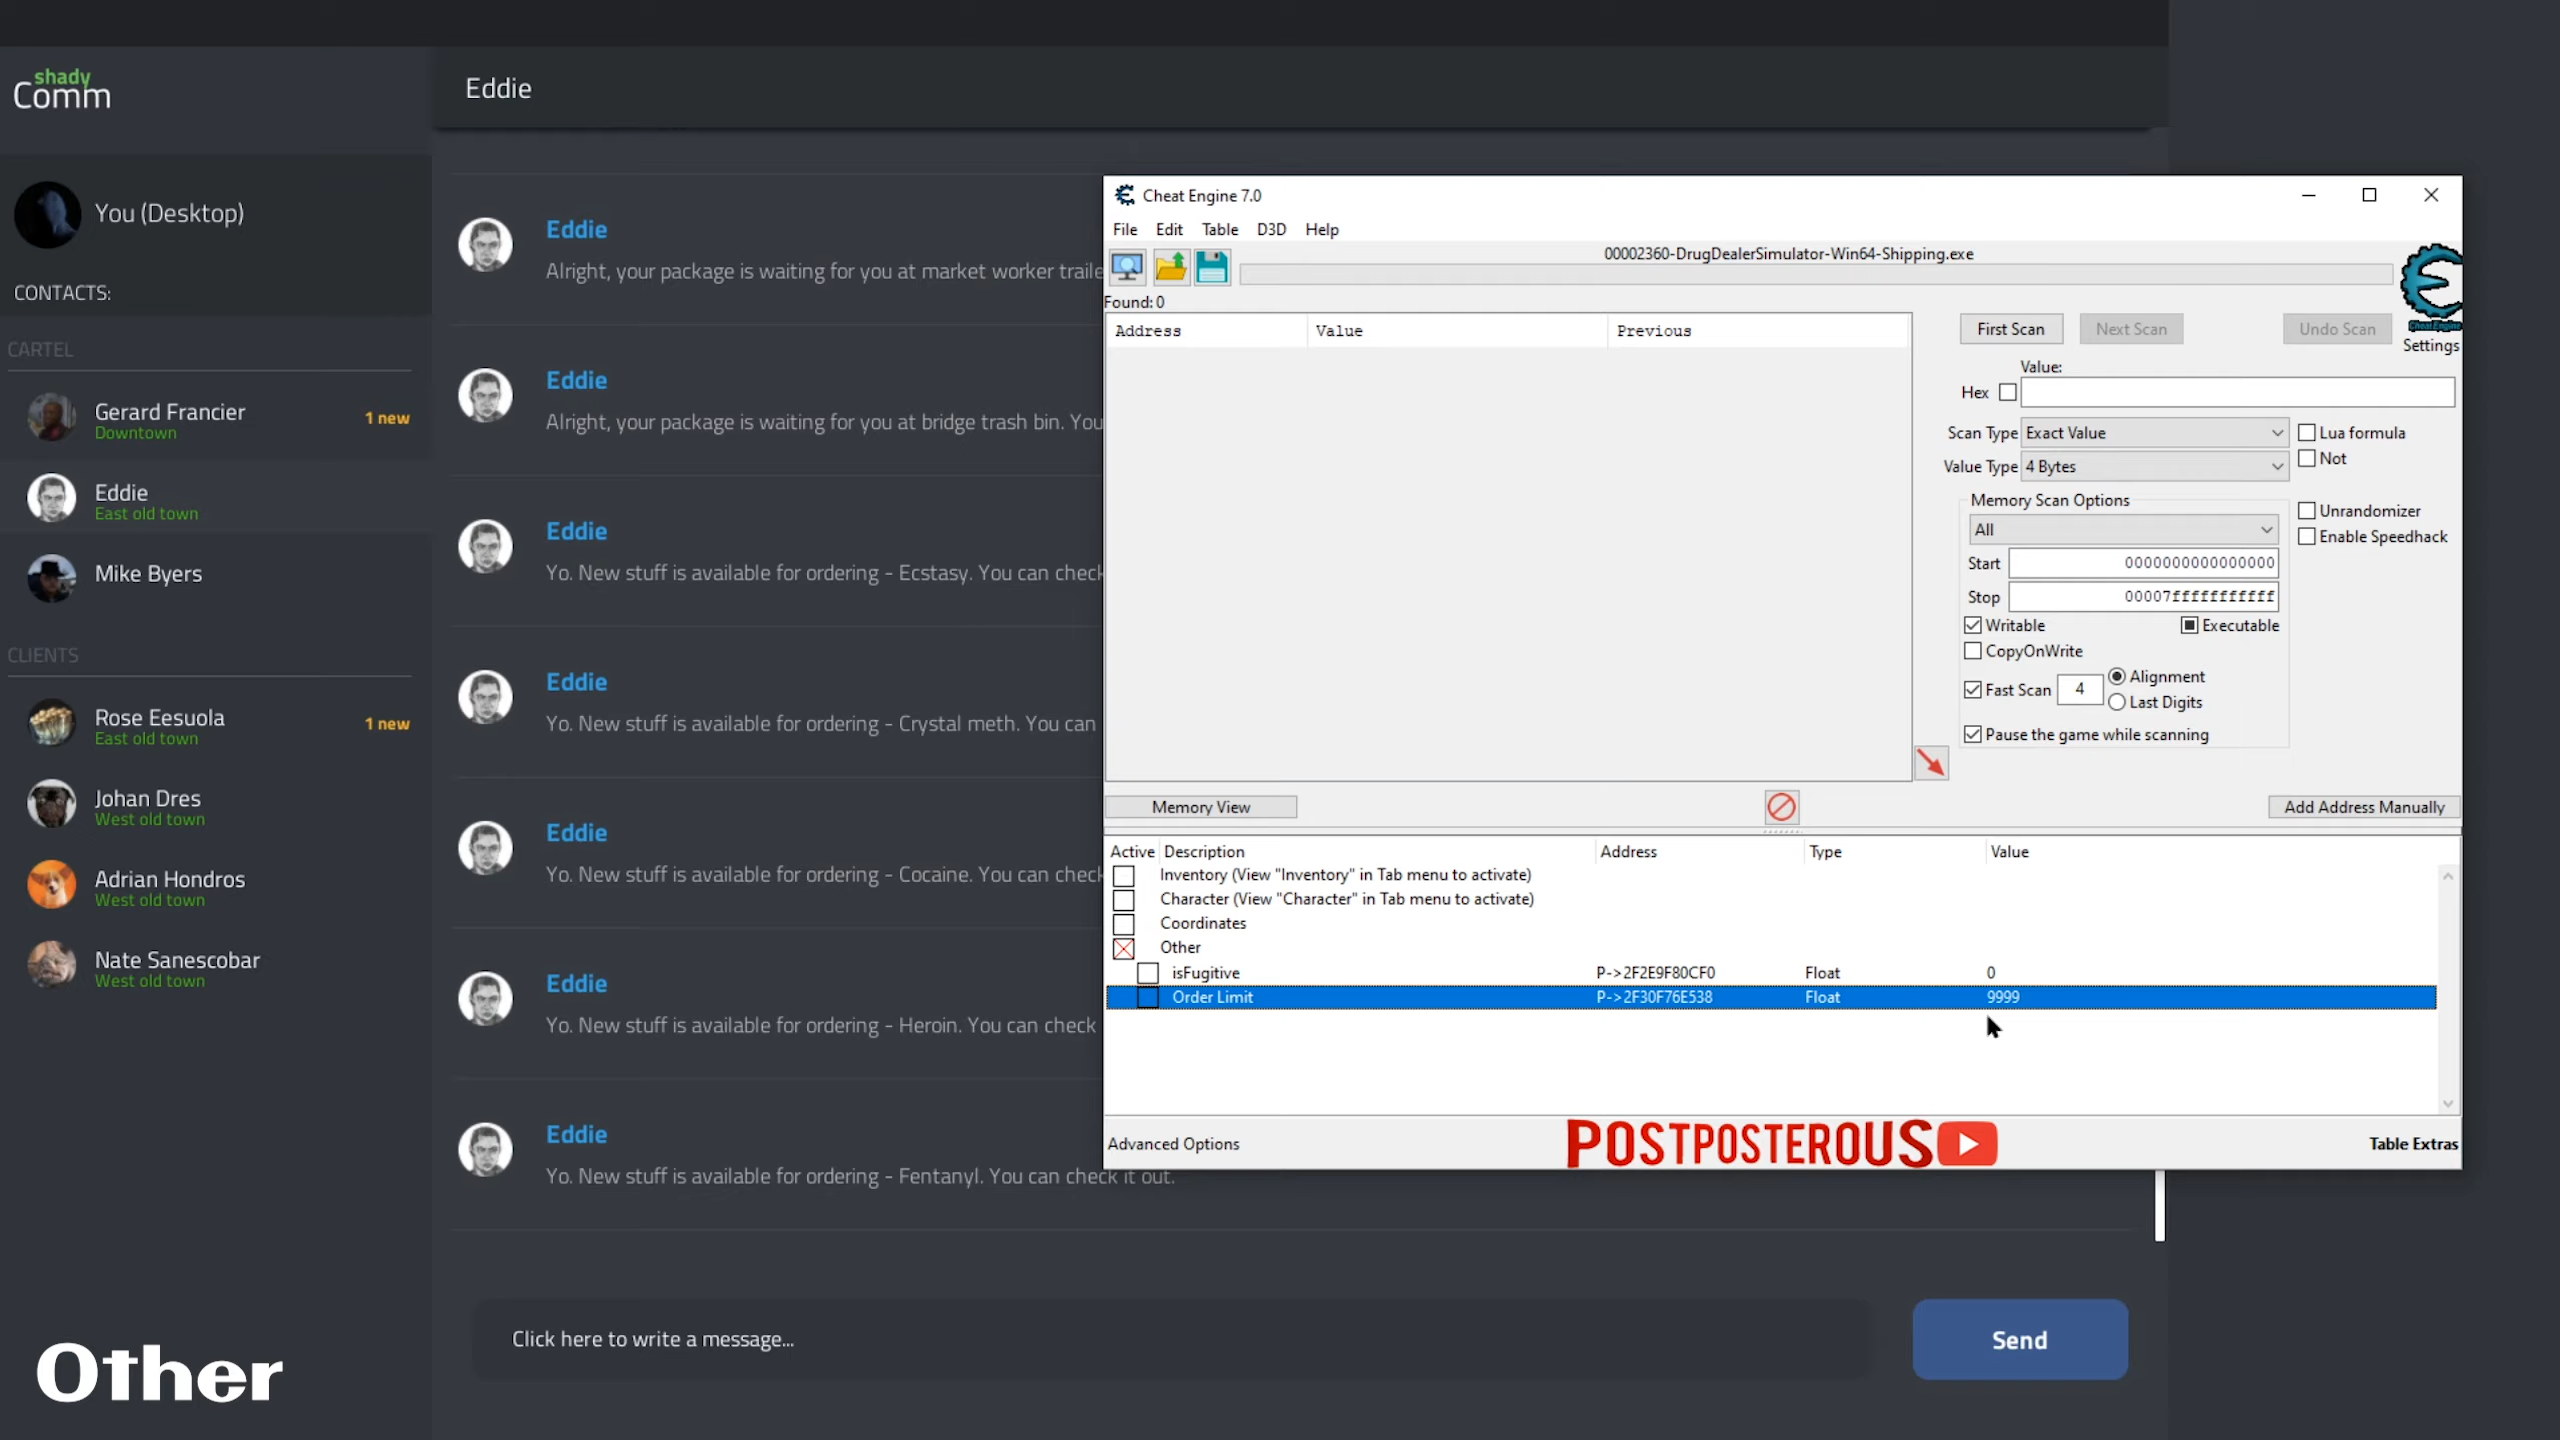 shady
Comm
You (Desktop)
CONTACTS:
CARTEL
Gerard Francier
Downtown
1 new
Eddie
East old town
Mike Byers
CLIENTS
Rose Eesuola
East old town
1 new
Johan Dres
West old town
Adrian Hondros
West old town
Nate Sanescobar
West old town
Other
Eddie
Eddie
Alright, your package is waiting for you at market worker traile
Eddie
Alright, your package is waiting for you at bridge trash bin. You
Eddie
Yo. New stuff is available for ordering - Ecstasy. You can check
Eddie
Yo. New stuff is available for ordering - Crystal meth. You can
Eddie
Yo. New stuff is available for ordering - Cocaine. You can check
Eddie
Yo. New stuff is available for ordering - Heroin. You can check
Eddie
Yo. New stuff is available for ordering - Fentanyl. You can check it out.
Click here to write a message...
Send
Cheat Engine 7.0
File Edit Table D3D Help
00002360-DrugDealerSimulator-Win64-Shipping.exe
Found: 0
Address Value Previous
First Scan Next Scan Undo Scan
Cheat Engine
Settings
Value:
Hex
Scan Type Exact Value Lua formula
Not
Value Type 4 Bytes
Memory Scan Options
All
Unrandomizer
Enable Speedhack
Start 0000000000000000
Stop 00007fffffffffff
Writable Executable
CopyOnWrite
Fast Scan 4 Alignment
Last Digits
Pause the game while scanning
Memory View Add Address Manually
Active Description Address Type Value
Inventory (View "Inventory" in Tab menu to activate)
Character (View "Character" in Tab menu to activate)
Coordinates
Other
isFugitive P->2F2E9F80CF0 Float 0
Order Limit P->2F30F76E538 Float 9999
Advanced Options POSTPOSTEROUS Table Extras